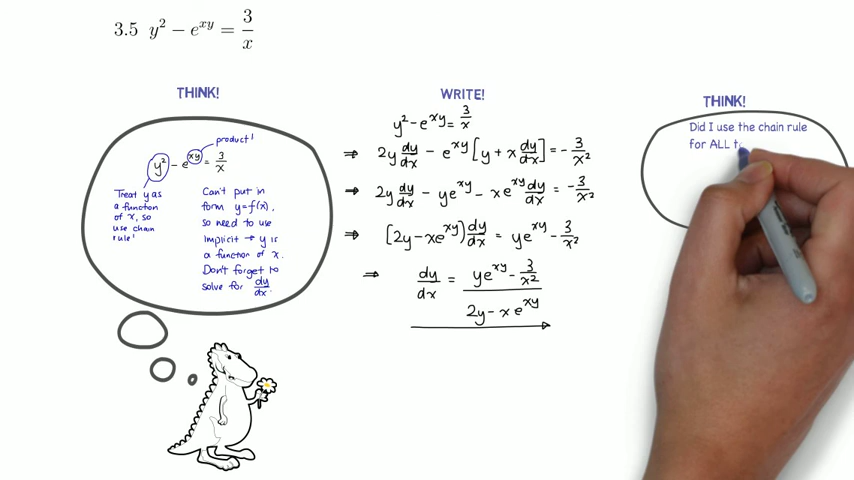 3.5 y² − e^{xy} = 3/x
THINK!
product!
y² − e^{xy} = 3/x
Treat y as
a function
of x, so
use chain
rule!
Can't put in
form y=f(x),
so need to use
implicit → y is
a function of x.
Don't forget to
solve for dy/dx.
WRITE!
y² − e^{xy} = 3/x
⇒ 2y dy/dx − e^{xy} [y + x dy/dx] = − 3/x²
⇒ 2y dy/dx − ye^{xy} − xe^{xy} dy/dx = −3/x²
⇒ [2y − xe^{xy}) dy/dx = ye^{xy} − 3/x²
⇒ dy/dx = (ye^{xy} − 3/x²) / (2y − xe^{xy})
THINK!
Did I use the chain rule
for ALL t